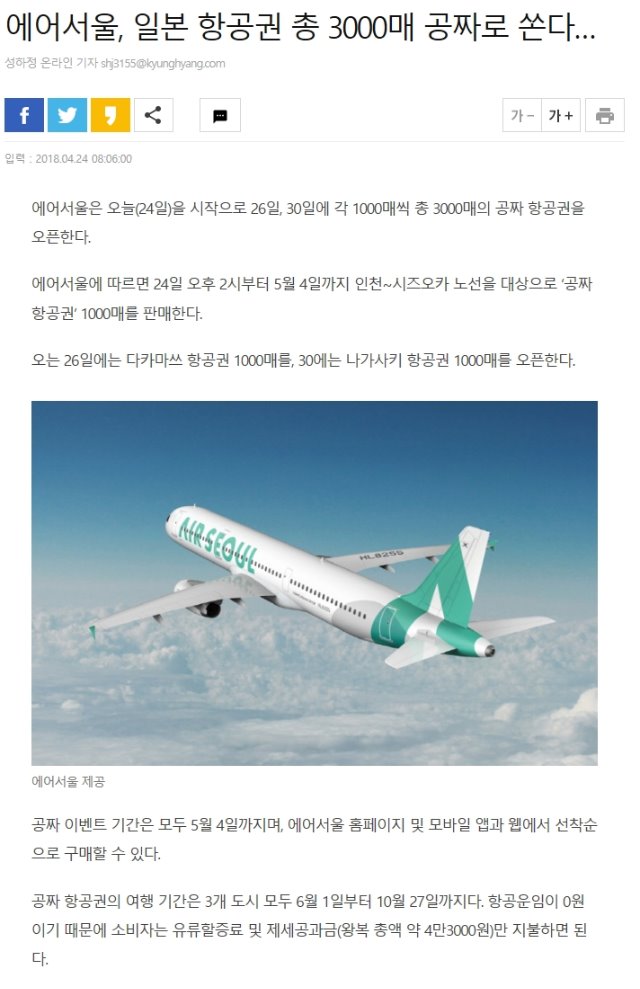 에어서울, 일본 항공권 총 3000매 공짜로 쏜다...
성하정 온라인 기자 shj3155@kyunghyang.com
가 - 가 +
입력 : 2018.04.24 08:06:00
에어서울은 오늘(24일)을 시작으로 26일, 30일에 각 1000매씩 총 3000매의 공짜 항공권을
오픈한다.
에어서울에 따르면 24일 오후 2시부터 5월 4일까지 인천~시즈오카 노선을 대상으로 ‘공짜
항공권’ 1000매를 판매한다.
오는 26일에는 다카마쓰 항공권 1000매를, 30에는 나가사키 항공권 1000매를 오픈한다.
AIR SEOUL
HL8255
에어서울 제공
공짜 이벤트 기간은 모두 5월 4일까지며, 에어서울 홈페이지 및 모바일 앱과 웹에서 선착순
으로 구매할 수 있다.
공짜 항공권의 여행 기간은 3개 도시 모두 6월 1일부터 10월 27일까지다. 항공운임이 0원
이기 때문에 소비자는 유류할증료 및 제세공과금(왕복 총액 약 4만3000원)만 지불하면 된
다.